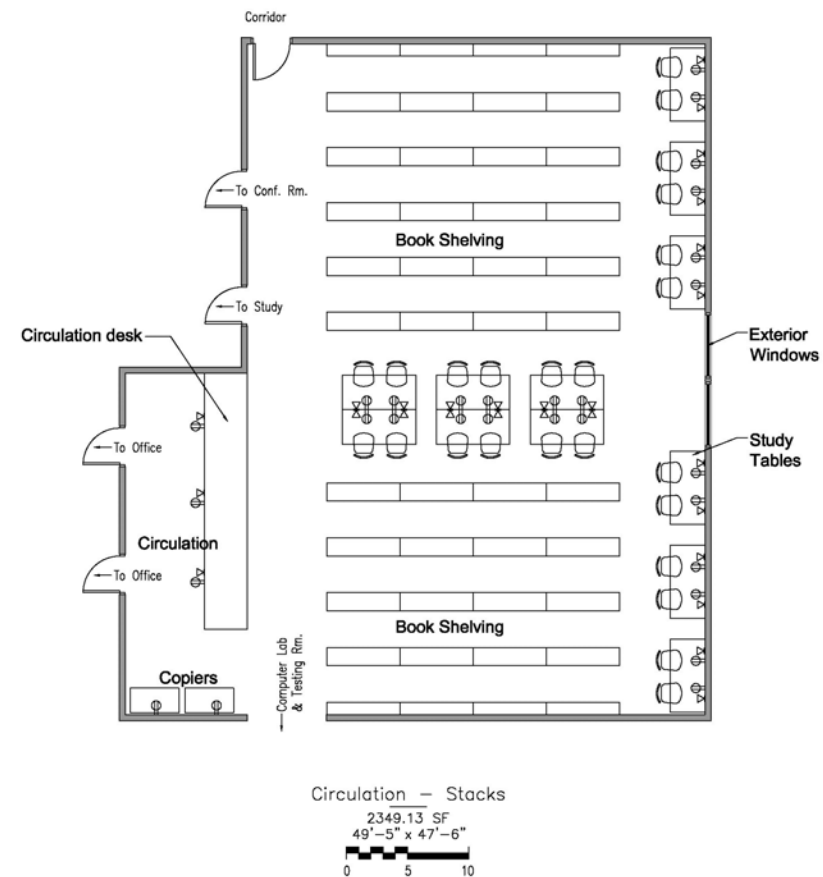 Corridor
To Conf. Rm.
Book Shelving
To Study
Circulation desk
Exterior
Windows
To Office
Study
Tables
Circulation
To Office
Book Shelving
Computer Lab
& Testing Rm.
Copiers
Circulation – Stacks
2349.13 SF
49'–5" x 47'–6"
0 5 10